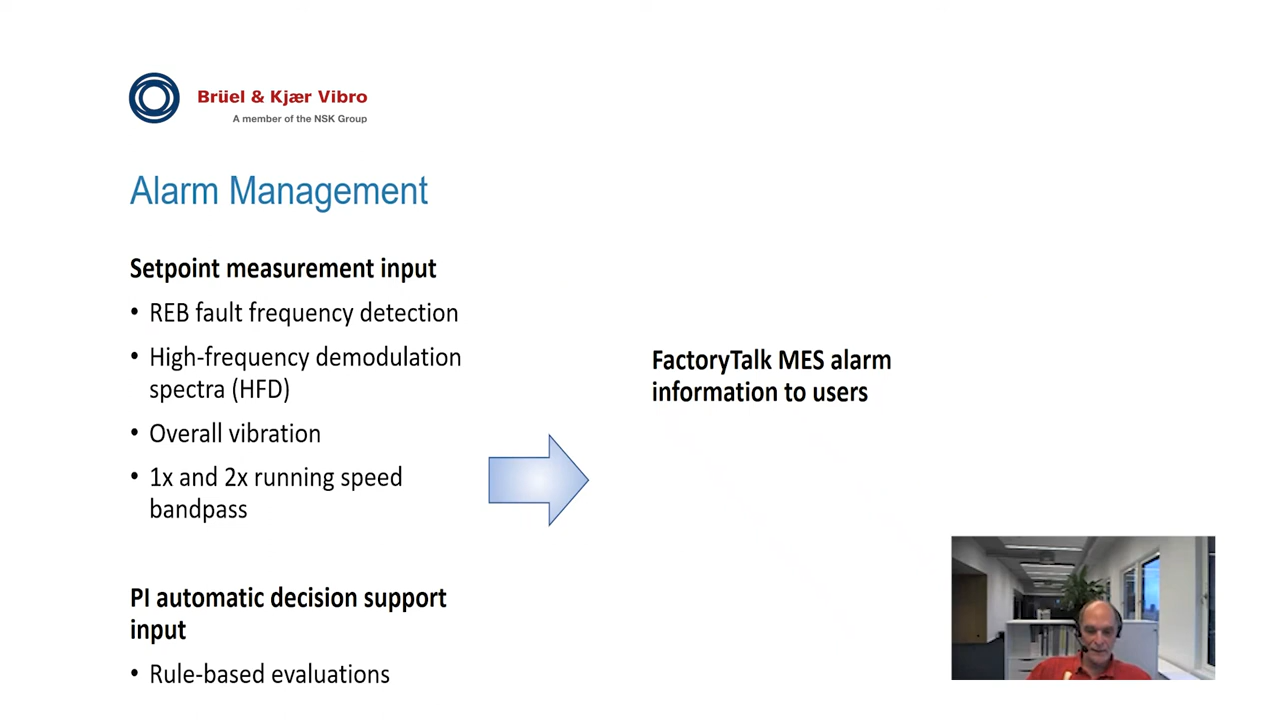 Brüel & Kjær Vibro
A member of the NSK Group
Alarm Management
Setpoint measurement input
• REB fault frequency detection
• High-frequency demodulation
spectra (HFD)
• Overall vibration
• 1x and 2x running speed
bandpass
PI automatic decision support
input
• Rule-based evaluations
FactoryTalk MES alarm
information to users